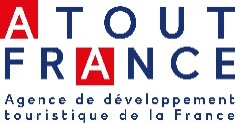 ATOUT
FRANCE
Agence de développement
touristique de la France